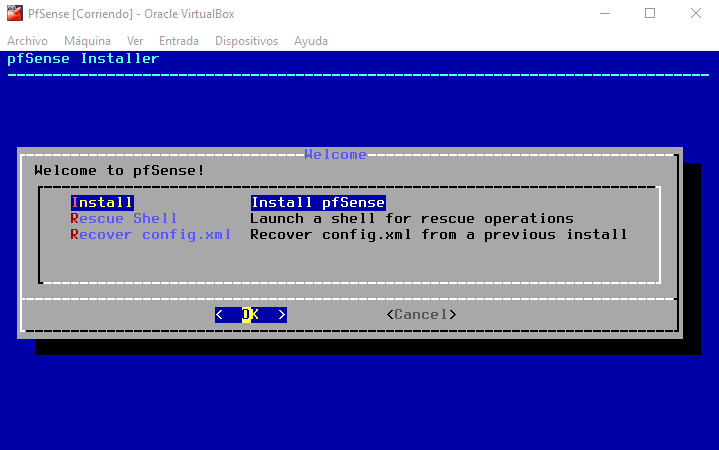 PfSense [Corriendo] - Oracle VirtualBox
Archivo Máquina Ver Entrada Dispositivos Ayuda
pfSense Installer
Welcome
Welcome to pfSense!
Install Install pfSense
Rescue Shell Launch a shell for rescue operations
Recover config.xml Recover config.xml from a previous install
< OK > <Cancel>